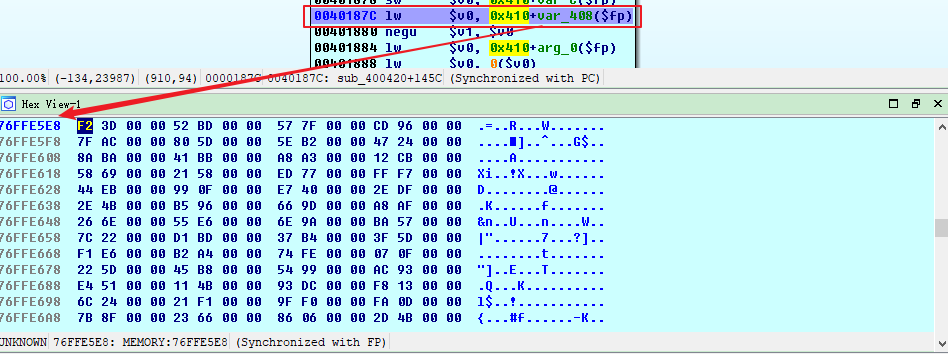 0040187C lw      $v0, 0x410+var_408($fp)
00401880 negu    $v1, $v0
00401884 lw      $v0, 0x410+arg_0($fp)
00401888 lw      $v0, 0($v0)
100.00% (-134,23987) (910,94) 0000187C 0040187C: sub_400420+145C (Synchronized with PC)
Hex View-1
76FFE5E8 F2 3D 00 00 52 BD 00 00 57 7F 00 00 CD 96 00 00 .=..R...W.......
76FFE5F8 7F AC 00 00 80 5D 00 00 5E B2 00 00 47 24 00 00
76FFE608 8A BA 00 00 41 BB 00 00 A8 A3 00 00 12 CB 00 00 ....A...........
76FFE618 58 69 00 00 21 58 00 00 ED 77 00 00 FF F7 00 00 Xi..!X...w......
76FFE628 44 EB 00 00 99 0F 00 00 E7 40 00 00 2E DF 00 00 D........@......
76FFE638 2E 4B 00 00 B5 96 00 00 66 9D 00 00 A8 AF 00 00 .K......f.......
76FFE648 26 6E 00 00 55 E6 00 00 6E 9A 00 00 BA 57 00 00 &n..U...n....W..
76FFE658 7C 22 00 00 D1 BD 00 00 37 B4 00 00 3F 5D 00 00 |"......7...?]..
76FFE668 F1 E6 00 00 B2 A4 00 00 74 FE 00 00 07 0F 00 00 ........t.......
76FFE678 22 5D 00 00 45 B8 00 00 54 99 00 00 AC 93 00 00 "]..E...T.......
76FFE688 E4 51 00 00 11 4B 00 00 93 DC 00 00 F8 13 00 00 .Q...K..........
76FFE698 6C 24 00 00 21 F1 00 00 9F F0 00 00 FA 0D 00 00 l$..!...........
76FFE6A8 7B 8F 00 00 23 66 00 00 86 06 00 00 2D 4B 00 00 {...#f......-K..
UNKNOWN 76FFE5E8: MEMORY:76FFE5E8 (Synchronized with FP)